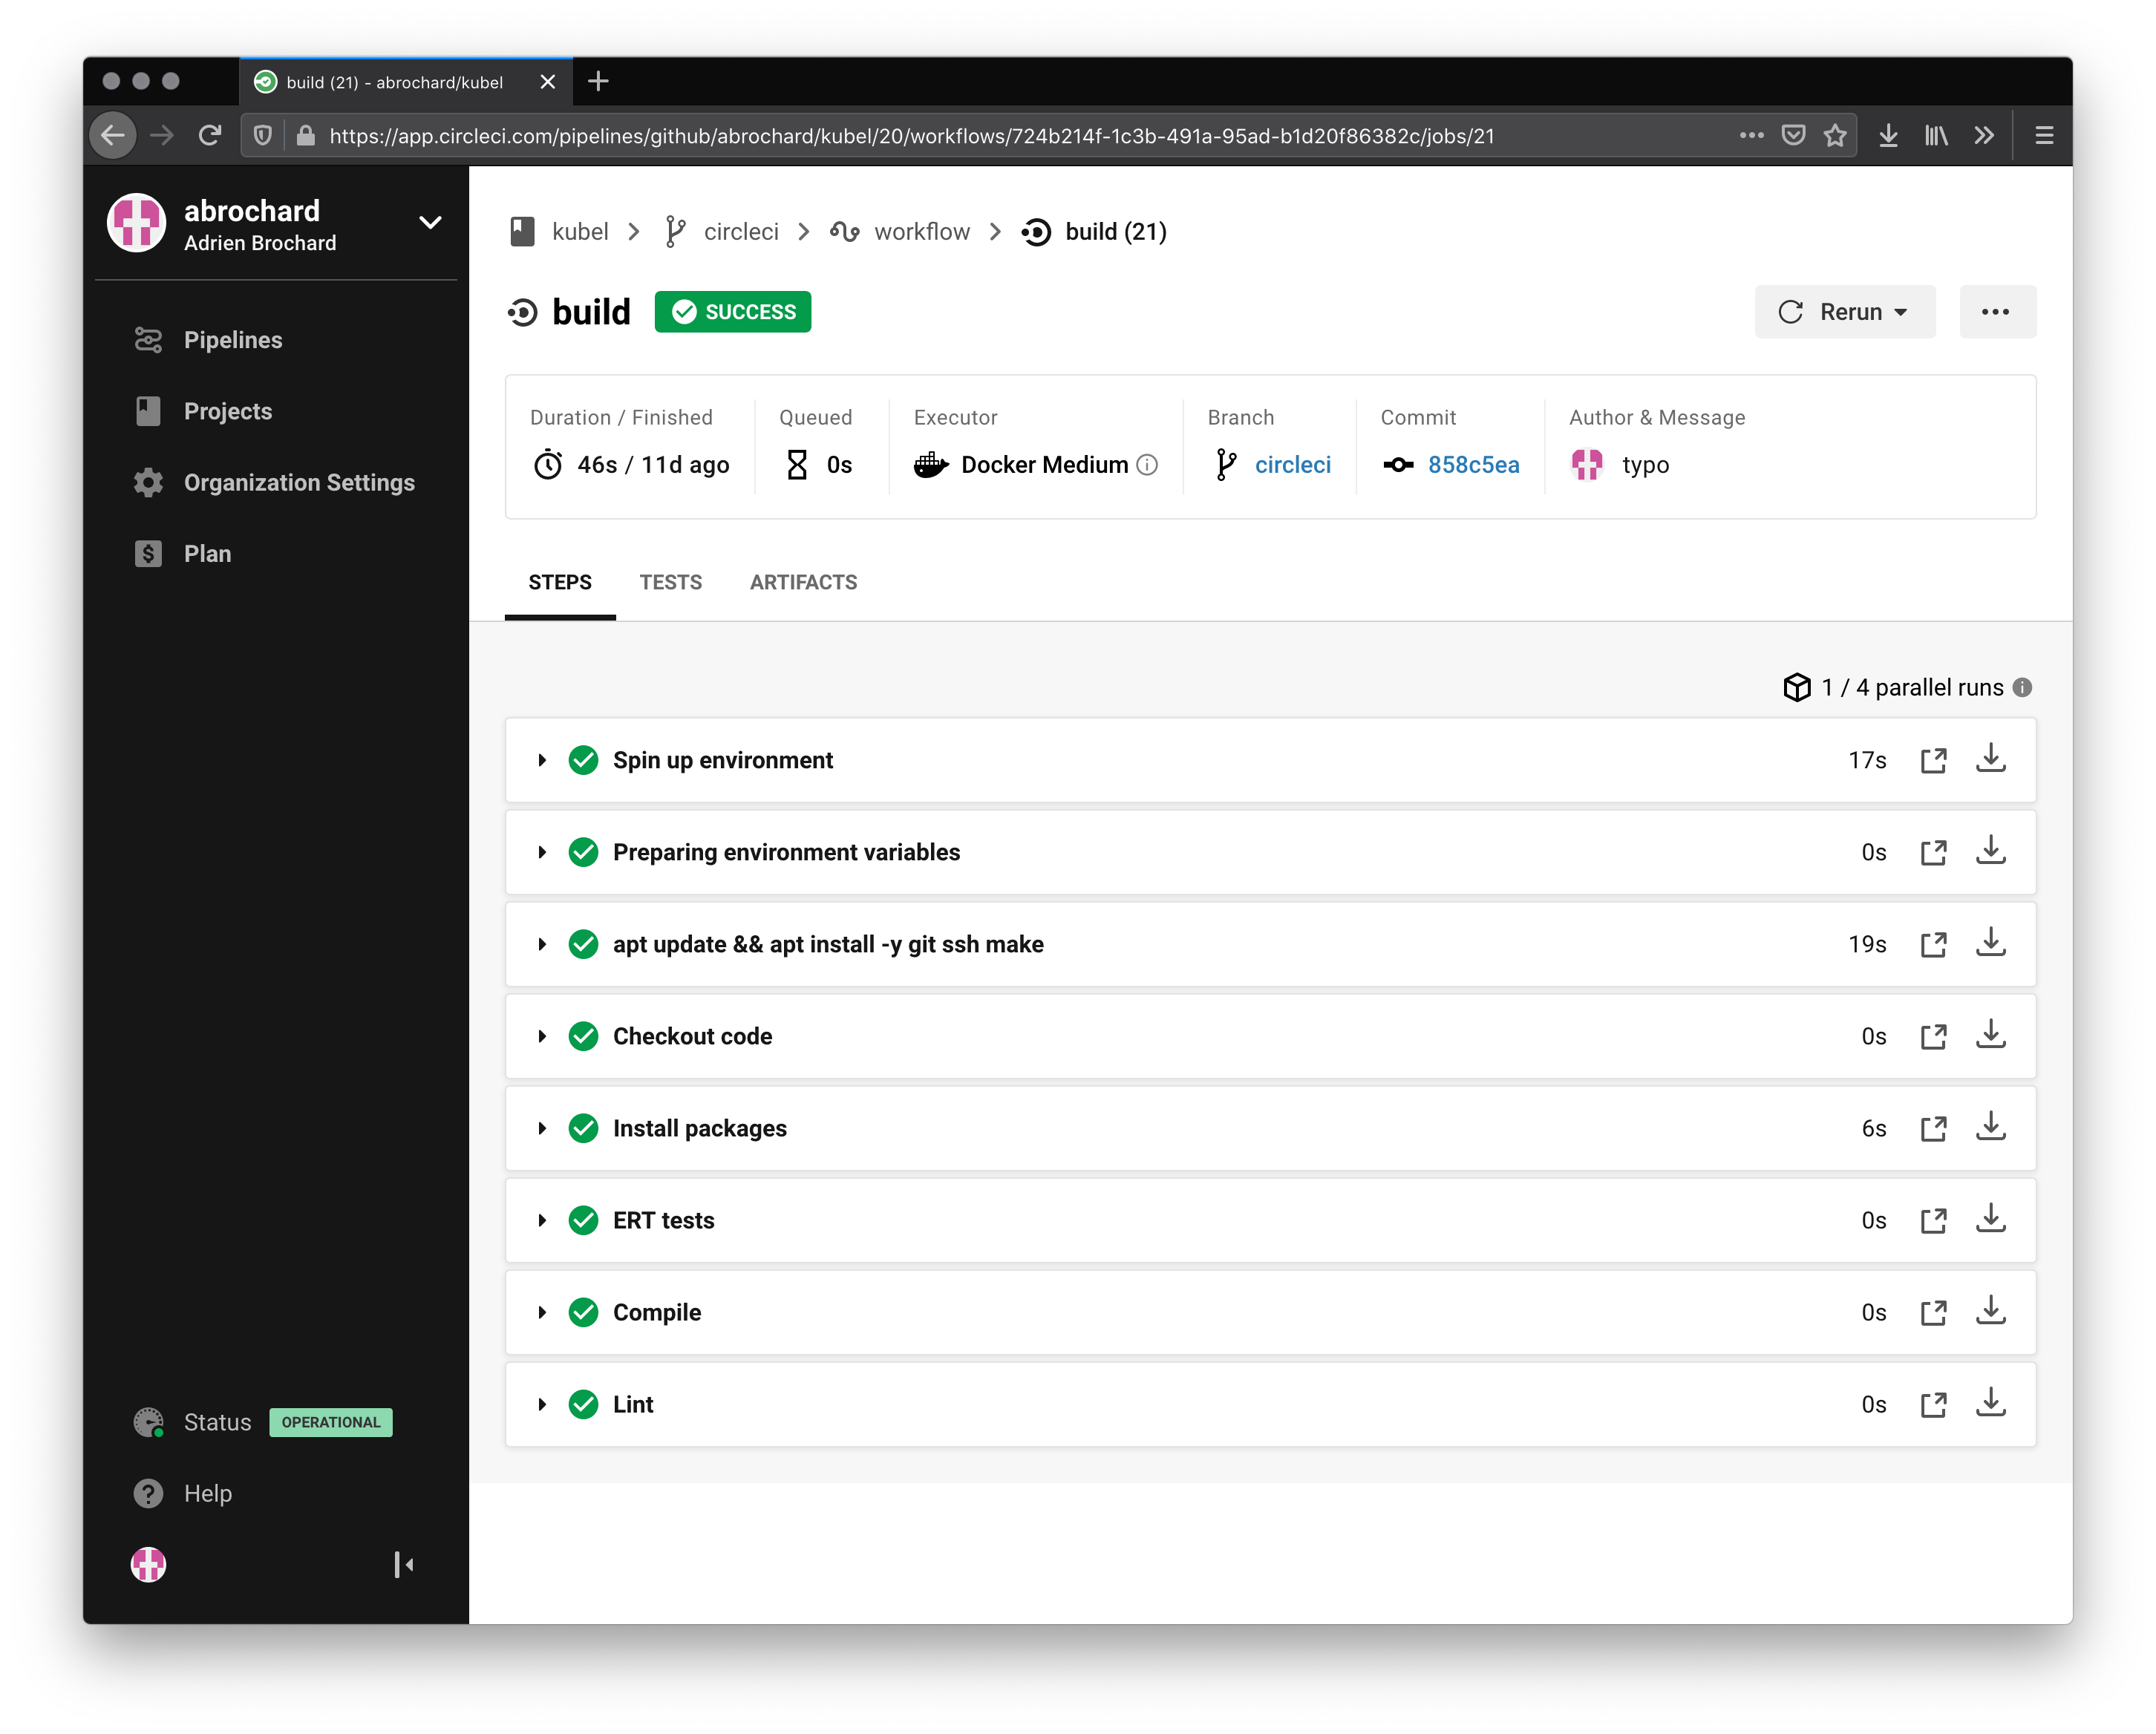 build (21) - abrochard/kubel
https://app.circleci.com/pipelines/github/abrochard/kubel/20/workflows/724b214f-1c3b-491a-95ad-b1d20f86382c/jobs/21
abrochard
Adrien Brochard
Pipelines
Projects
Organization Settings
Plan
Status OPERATIONAL
Help
kubel circleci workflow build (21)
build SUCCESS
Rerun
Duration / Finished Queued Executor Branch Commit Author & Message
46s / 11d ago 0s Docker Medium circleci 858c5ea typo
STEPS TESTS ARTIFACTS
1 / 4 parallel runs
Spin up environment 17s
Preparing environment variables 0s
apt update && apt install -y git ssh make 19s
Checkout code 0s
Install packages 6s
ERT tests 0s
Compile 0s
Lint 0s